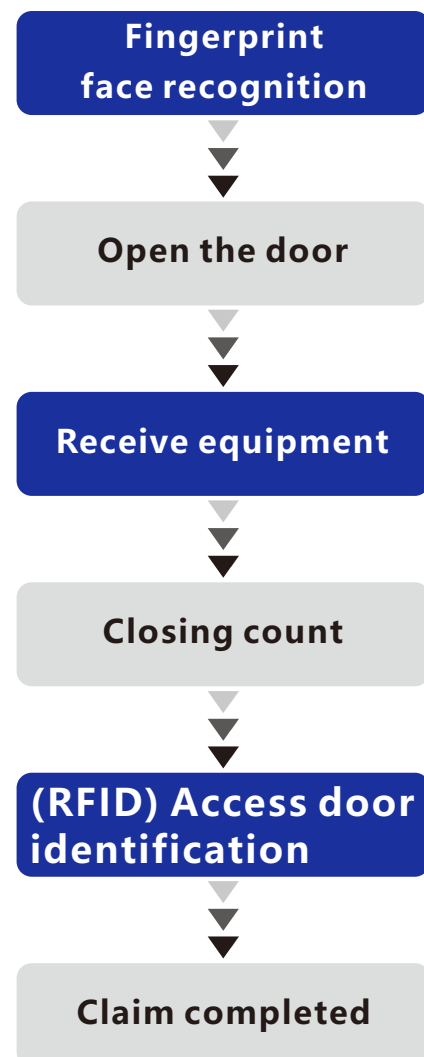 Fingerprint
face recognition
Open the door
Receive equipment
Closing count
(RFID) Access door
identification
Claim completed